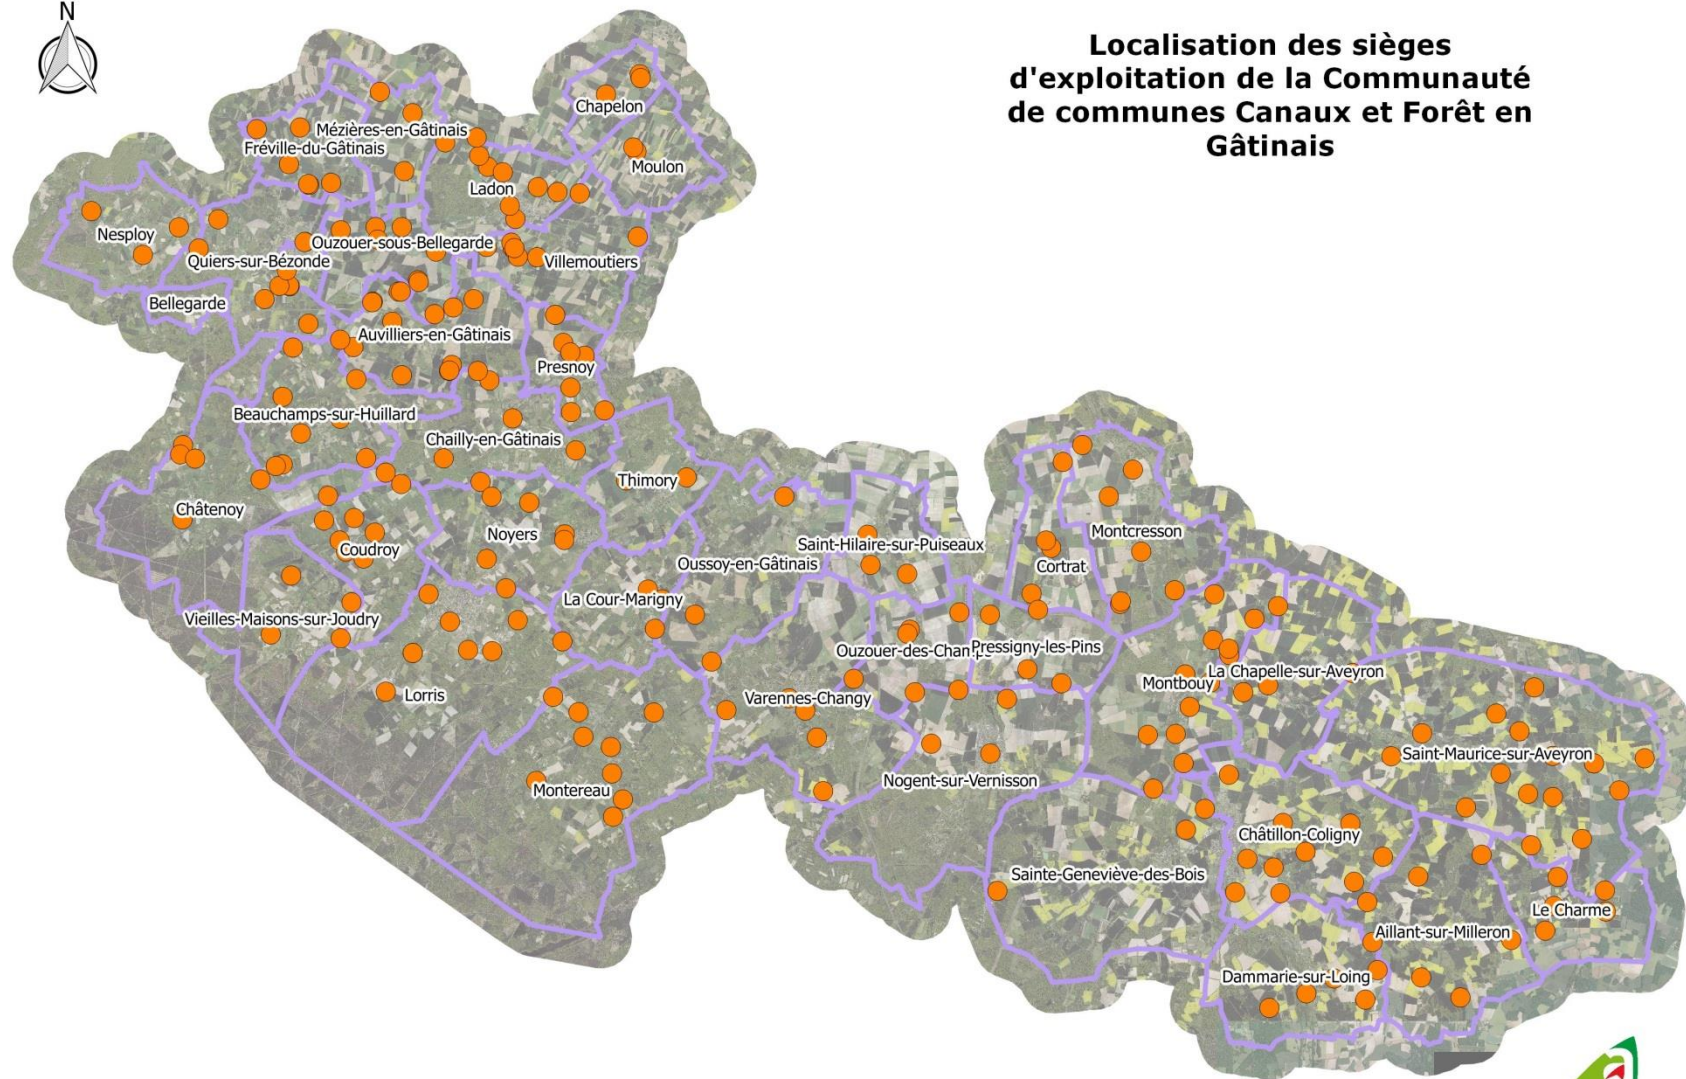 N
Localisation des sièges
d'exploitation de la Communauté
de communes Canaux et Forêt en
Gâtinais
Chapelon
Mézières-en-Gâtinais
Fréville-du-Gâtinais
Moulon
Ladon
Nesploy
Ouzouer-sous-Bellegarde
Quiers-sur-Bézonde
Villemoutiers
Bellegarde
Auvilliers-en-Gâtinais
Presnoy
Beauchamps-sur-Huillard
Chailly-en-Gâtinais
Thimory
Châtenoy
Noyers
Montcresson
Saint-Hilaire-sur-Puiseaux
Coudroy
Oussoy-en-Gâtinais
Cortrat
La Cour-Marigny
Vieilles-Maisons-sur-Joudry
Ouzouer-des-Champs
Pressigny-les-Pins
La Chapelle-sur-Aveyron
Montbouy
Lorris
Varennes-Changy
Saint-Maurice-sur-Aveyron
Nogent-sur-Vernisson
Montereau
Châtillon-Coligny
Sainte-Geneviève-des-Bois
Le Charme
Aillant-sur-Milleron
Dammarie-sur-Loing